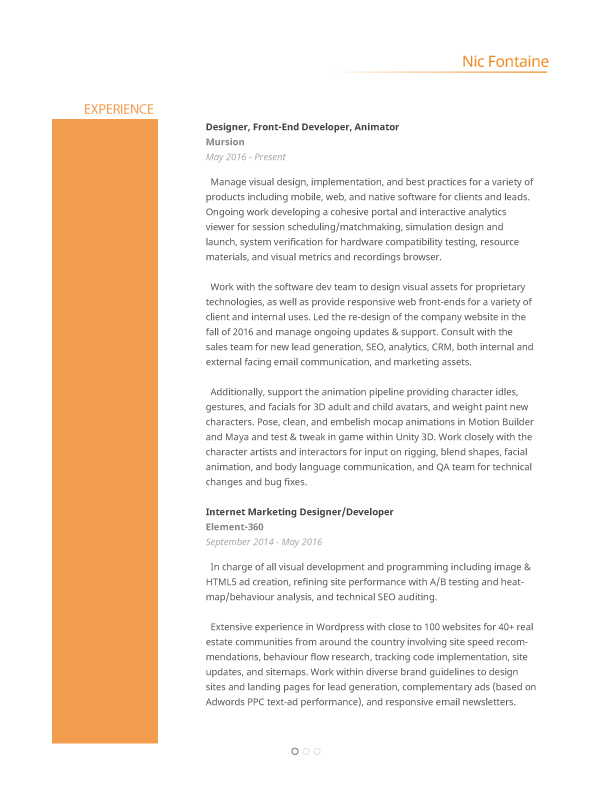 Nic Fontaine
EXPERIENCE
Designer, Front-End Developer, Animator
Mursion
May 2016 - Present
Manage visual design, implementation, and best practices for a variety of
products including mobile, web, and native software for clients and leads.
Ongoing work developing a cohesive portal and interactive analytics
viewer for session scheduling/matchmaking, simulation design and
launch, system verification for hardware compatibility testing, resource
materials, and visual metrics and recordings browser.
Work with the software dev team to design visual assets for proprietary
technologies, as well as provide responsive web front-ends for a variety of
client and internal uses. Led the re-design of the company website in the
fall of 2016 and manage ongoing updates & support. Consult with the
sales team for new lead generation, SEO, analytics, CRM, both internal and
external facing email communication, and marketing assets.
Additionally, support the animation pipeline providing character idles,
gestures, and facials for 3D adult and child avatars, and weight paint new
characters. Pose, clean, and embelish mocap animations in Motion Builder
and Maya and test & tweak in game within Unity 3D. Work closely with the
character artists and interactors for input on rigging, blend shapes, facial
animation, and body language communication, and QA team for technical
changes and bug fixes.
Internet Marketing Designer/Developer
Element-360
September 2014 - May 2016
In charge of all visual development and programming including image &
HTML5 ad creation, refining site performance with A/B testing and heat-
map/behaviour analysis, and technical SEO auditing.
Extensive experience in Wordpress with close to 100 websites for 40+ real
estate communities from around the country involving site speed recom-
mendations, behaviour flow research, tracking code implementation, site
updates, and sitemaps. Work within diverse brand guidelines to design
sites and landing pages for lead generation, complementary ads (based on
Adwords PPC text-ad performance), and responsive email newsletters.